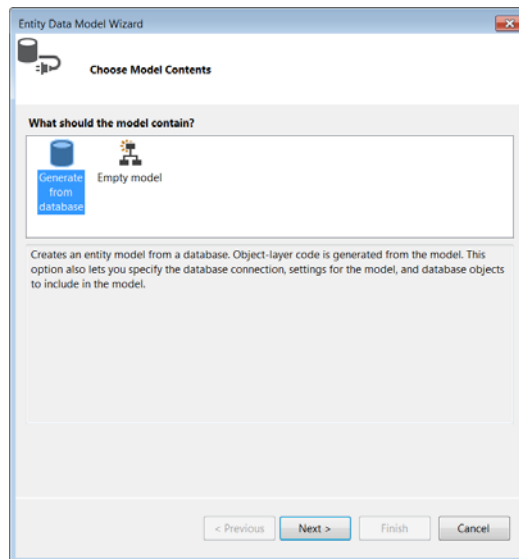 Entity Data Model Wizard
Choose Model Contents
What should the model contain?
Generate
from
database
Empty model
Creates an entity model from a database. Object-layer code is generated from the model. This
option also lets you specify the database connection, settings for the model, and database objects
to include in the model.
< Previous
Next >
Finish
Cancel